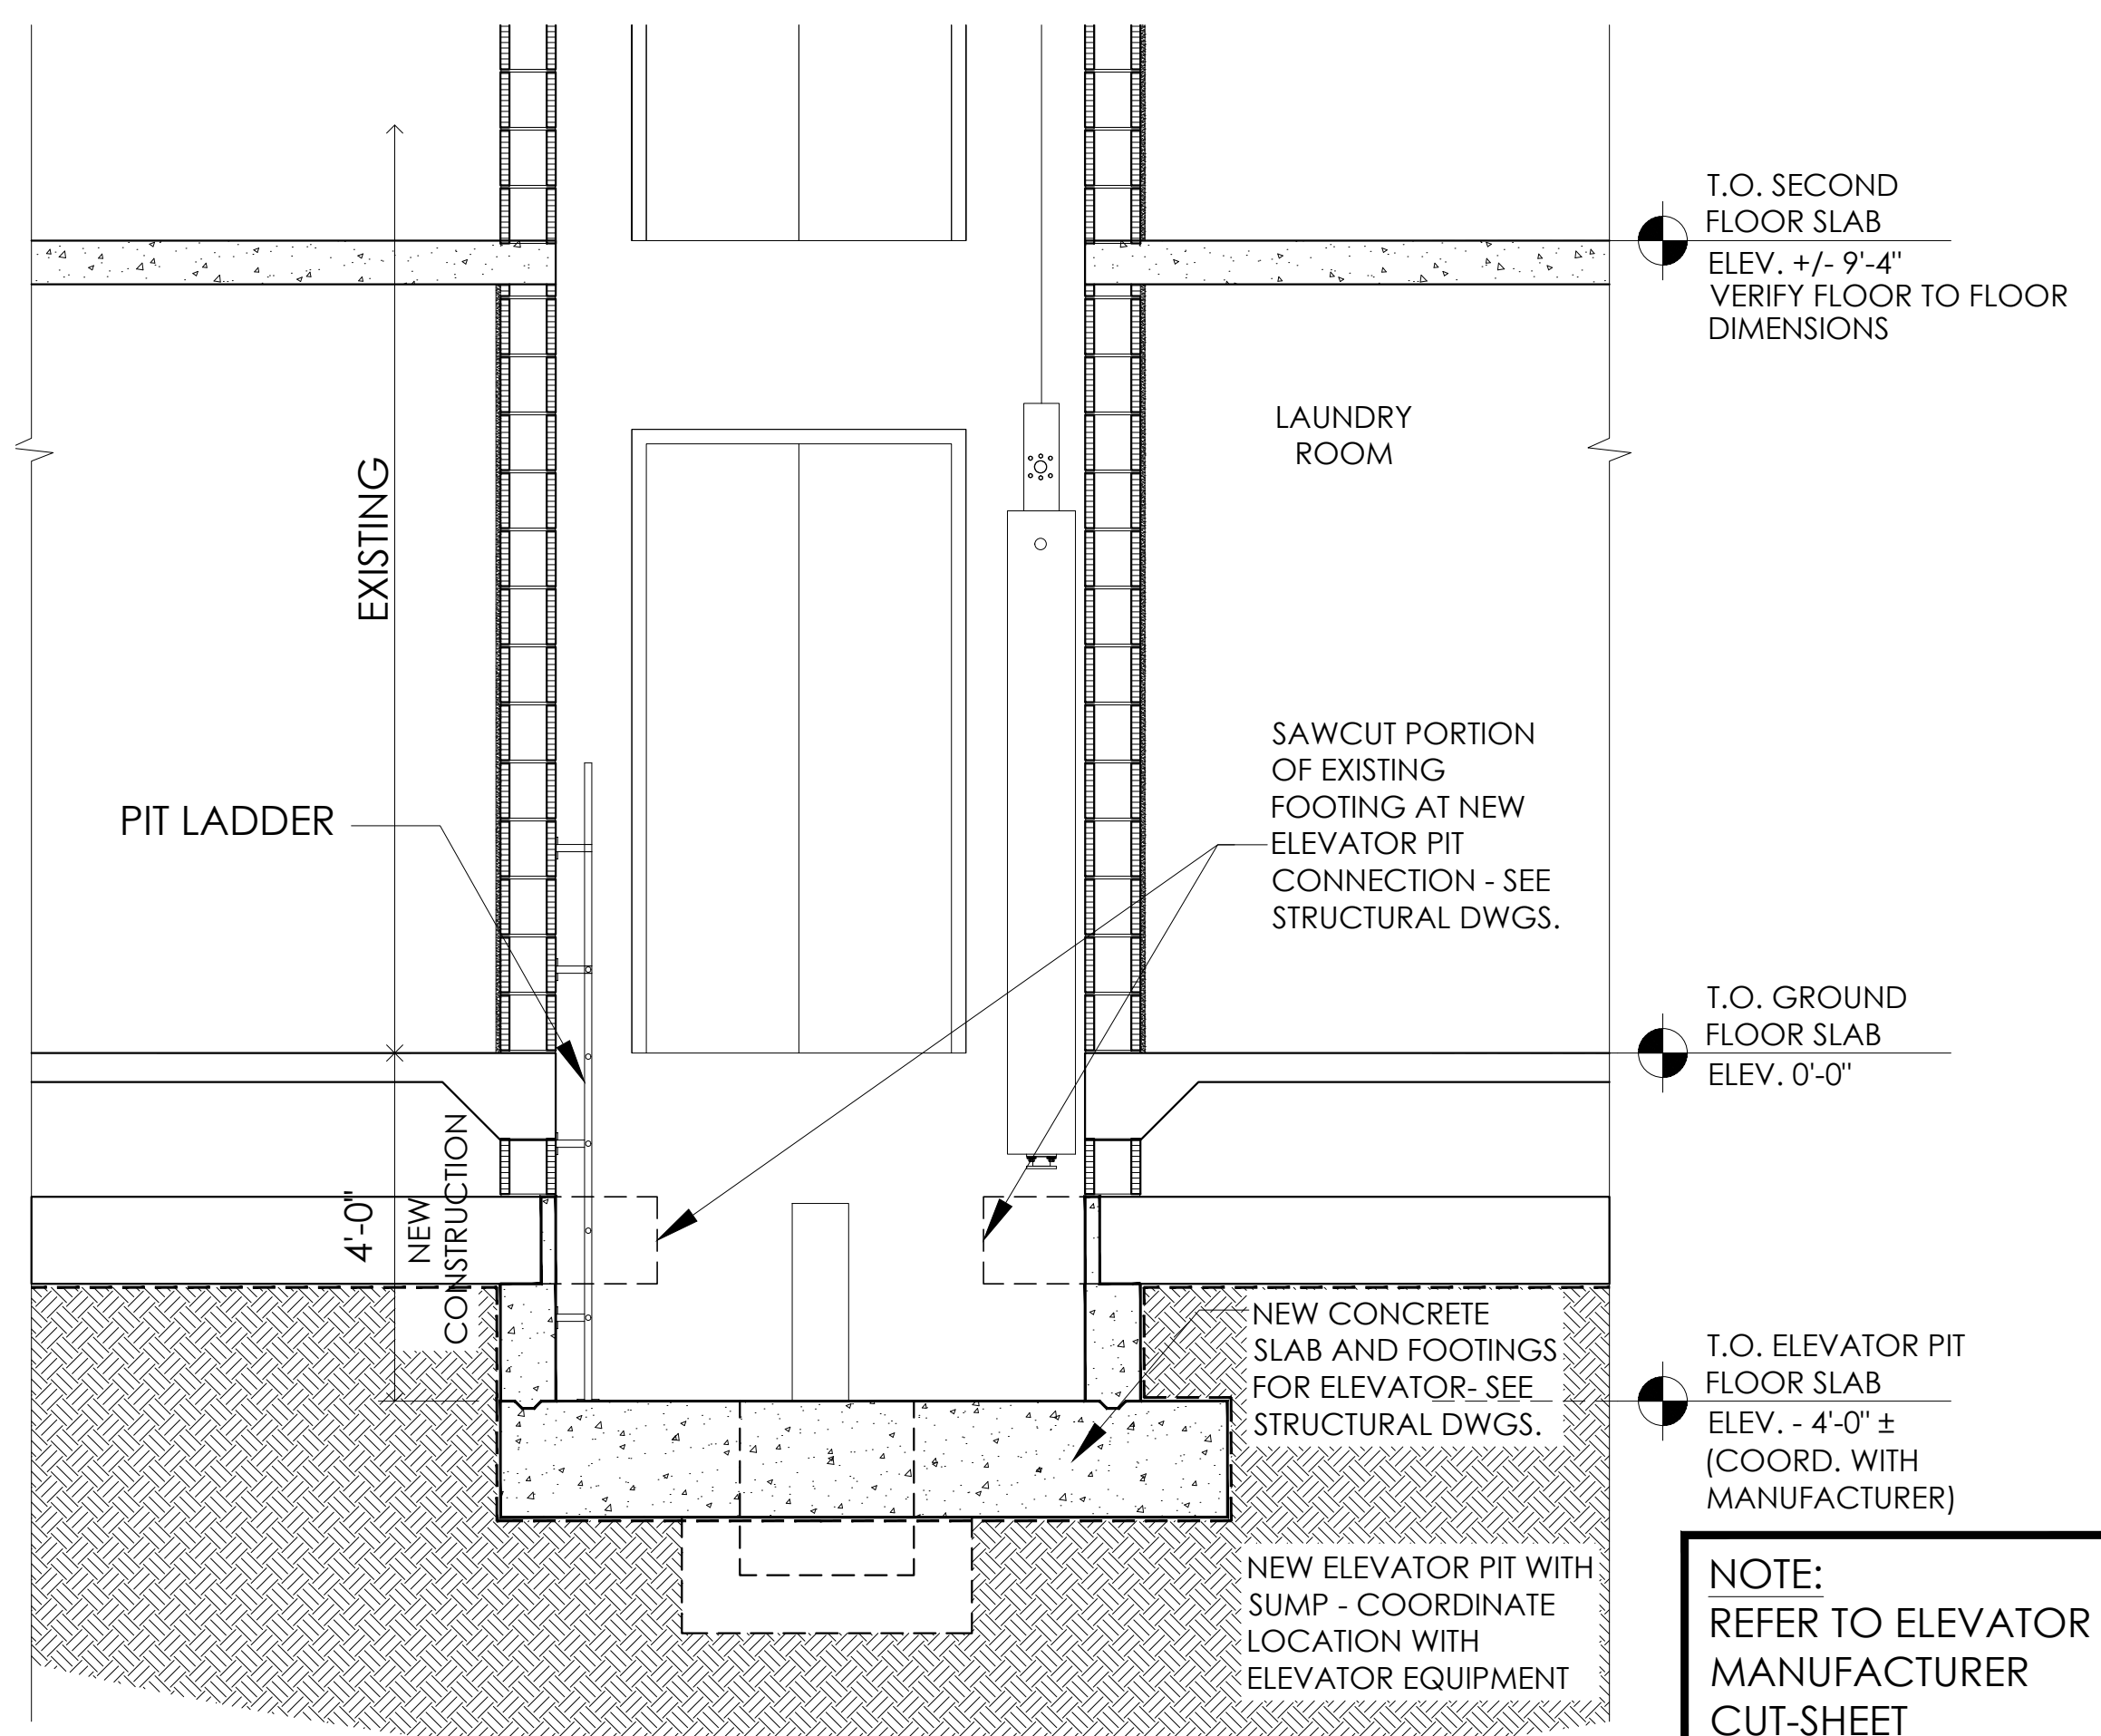 T.O. SECOND
FLOOR SLAB
ELEV. +/- 9'-4"
VERIFY FLOOR TO FLOOR
DIMENSIONS
LAUNDRY
ROOM
EXISTING
SAWCUT PORTION
OF EXISTING
FOOTING AT NEW
ELEVATOR PIT
CONNECTION - SEE
STRUCTURAL DWGS.
PIT LADDER
T.O. GROUND
FLOOR SLAB
ELEV. 0'-0"
4'-0"
NEW
CONSTRUCTION
NEW CONCRETE
SLAB AND FOOTINGS
FOR ELEVATOR- SEE
STRUCTURAL DWGS.
T.O. ELEVATOR PIT
FLOOR SLAB
ELEV. - 4'-0" ±
(COORD. WITH
MANUFACTURER)
NEW ELEVATOR PIT WITH
SUMP - COORDINATE
LOCATION WITH
ELEVATOR EQUIPMENT
NOTE:
REFER TO ELEVATOR
MANUFACTURER
CUT-SHEET